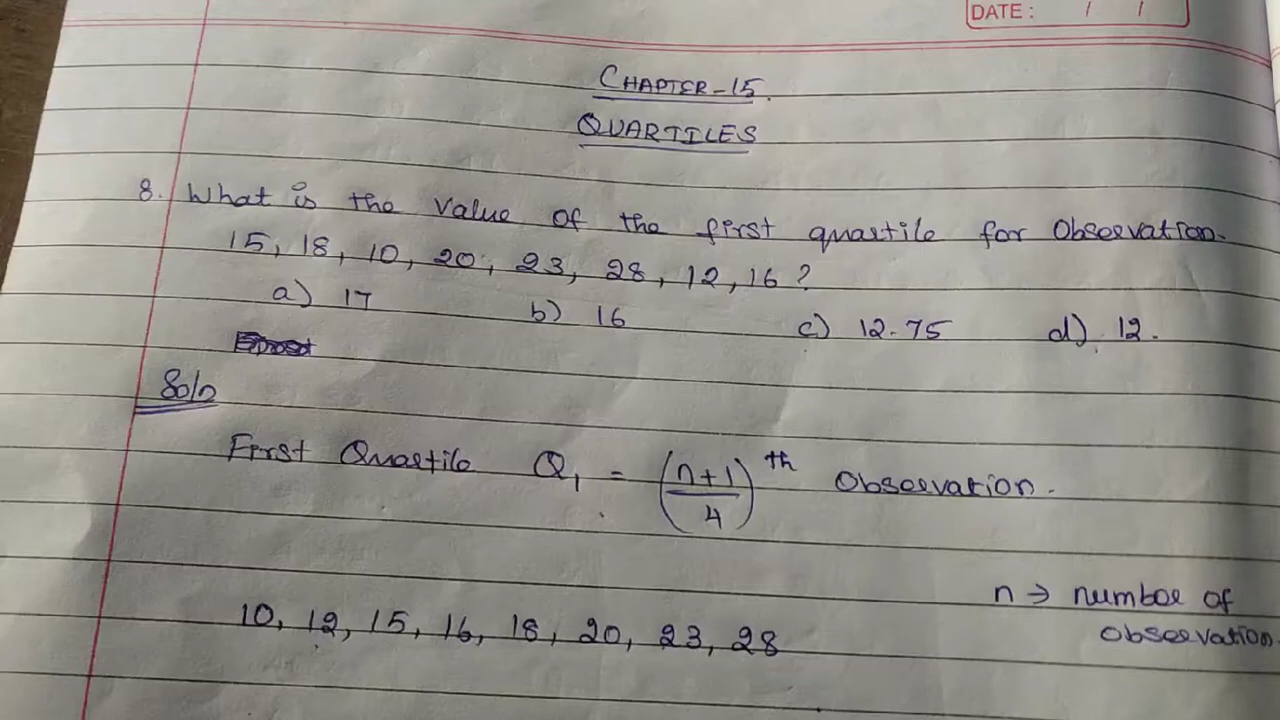 DATE : / /
CHAPTER-15.
QUARTILES
8. What is the value of the first quartile for Observation.
15, 18, 10, 20, 23, 28, 12, 16 ?
a) 17 b) 16 c) 12.75 d) 12.
Soln
First Quartile Q₁ = (n+1/4)th Observation.
n → number of
observation
10, 12, 15, 16, 18, 20, 23, 28